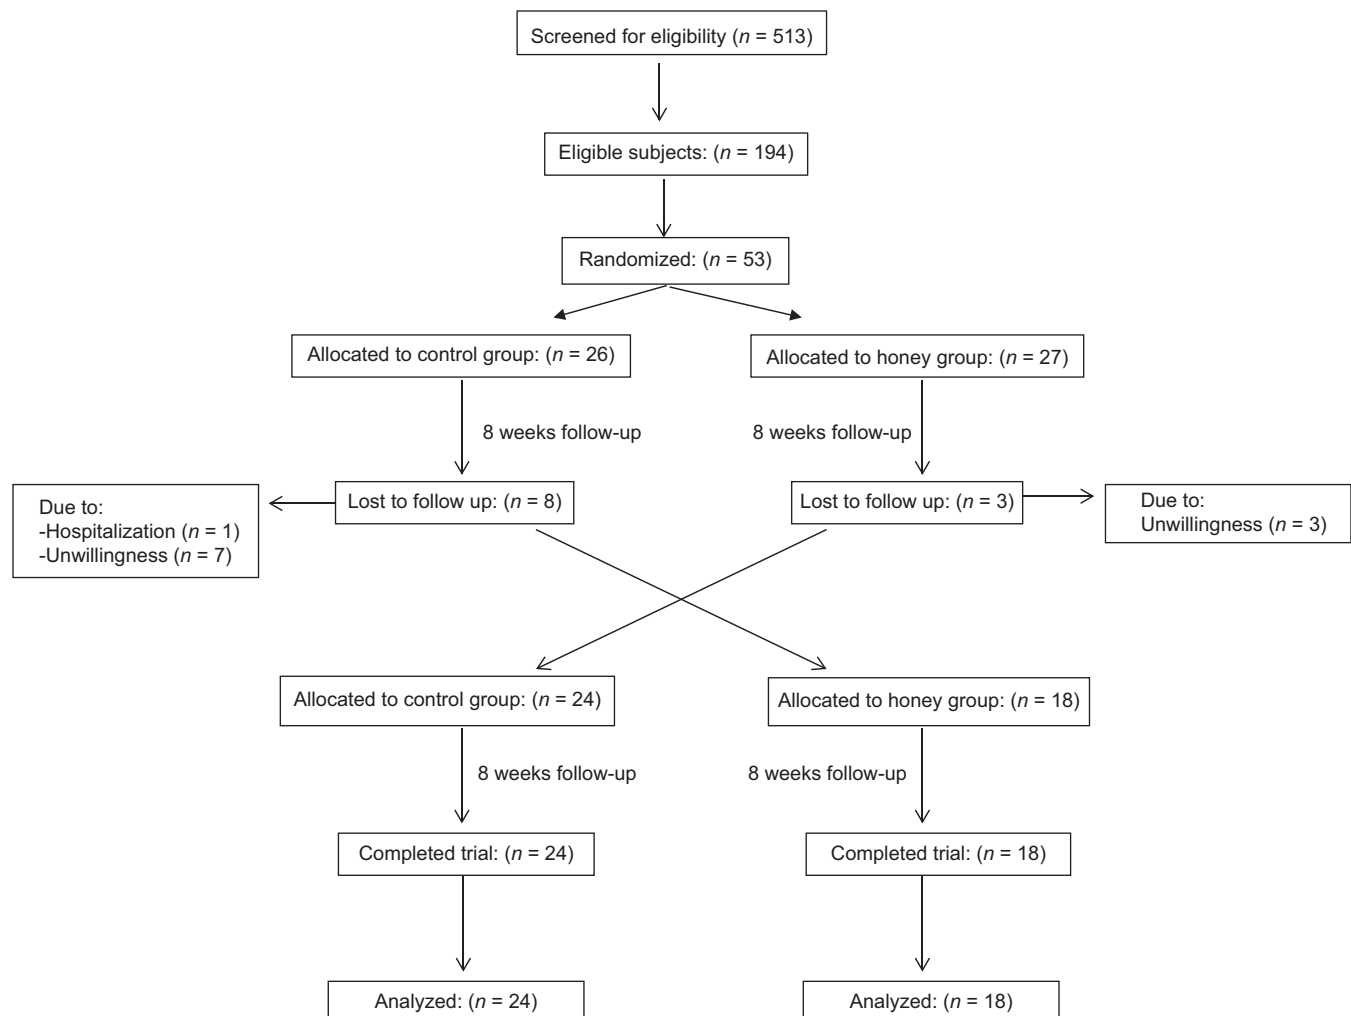 Screened for eligibility (n = 513)
Eligible subjects: (n = 194)
Randomized: (n = 53)
Allocated to control group: (n = 26)
Allocated to honey group: (n = 27)
8 weeks follow-up
8 weeks follow-up
Due to:
-Hospitalization (n = 1)
-Unwillingness (n = 7)
Lost to follow up: (n = 8)
Lost to follow up: (n = 3)
Due to:
Unwillingness (n = 3)
Allocated to control group: (n = 24)
Allocated to honey group: (n = 18)
8 weeks follow-up
8 weeks follow-up
Completed trial: (n = 24)
Completed trial: (n = 18)
Analyzed: (n = 24)
Analyzed: (n = 18)